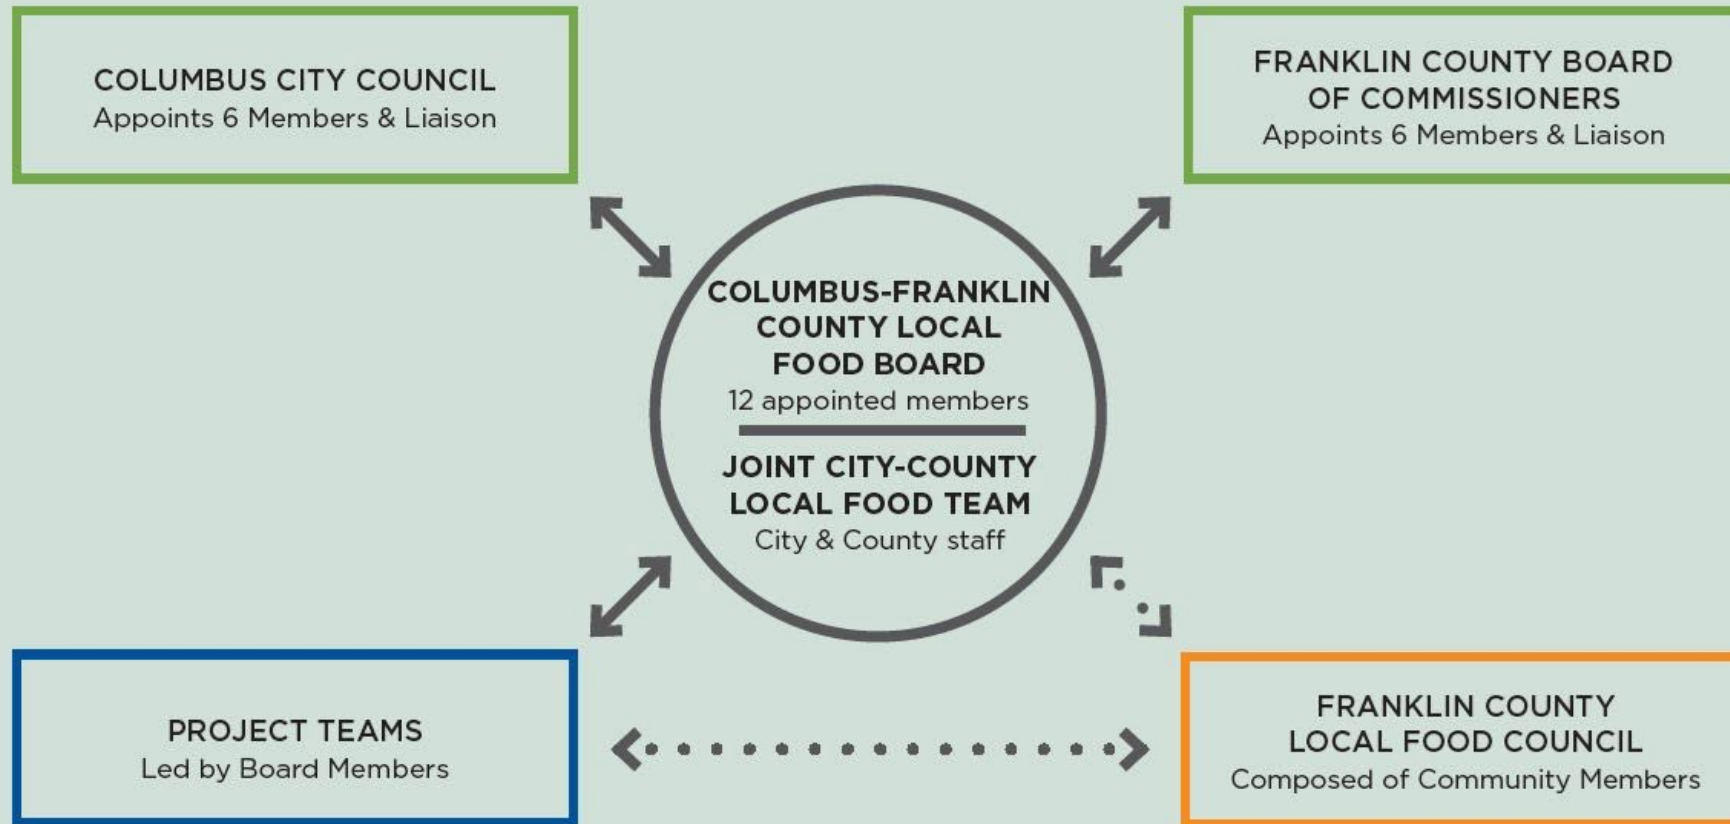 COLUMBUS CITY COUNCIL
Appoints 6 Members & Liaison
FRANKLIN COUNTY BOARD
OF COMMISSIONERS
Appoints 6 Members & Liaison
COLUMBUS-FRANKLIN
COUNTY LOCAL
FOOD BOARD
12 appointed members
JOINT CITY-COUNTY
LOCAL FOOD TEAM
City & County staff
PROJECT TEAMS
Led by Board Members
FRANKLIN COUNTY
LOCAL FOOD COUNCIL
Composed of Community Members